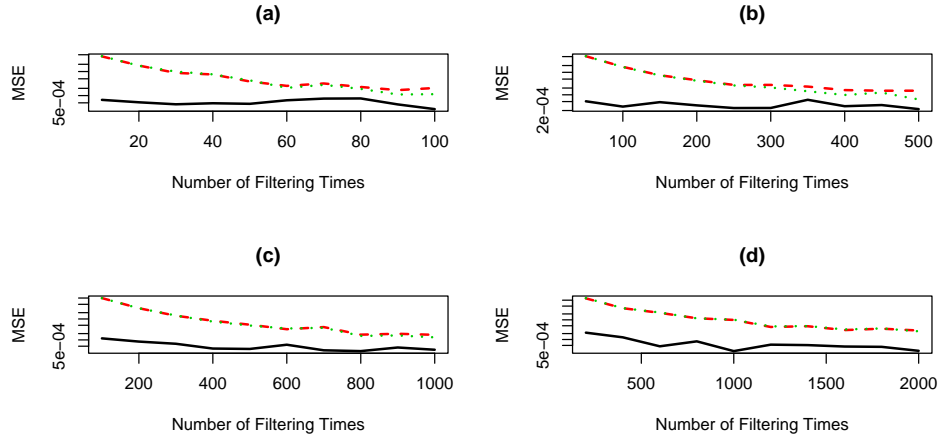 (a)
MSE
5e−04
20 40 60 80 100
Number of Filtering Times
(b)
MSE
2e−04
100 200 300 400 500
Number of Filtering Times
(c)
MSE
5e−04
200 400 600 800 1000
Number of Filtering Times
(d)
MSE
5e−04
500 1000 1500 2000
Number of Filtering Times